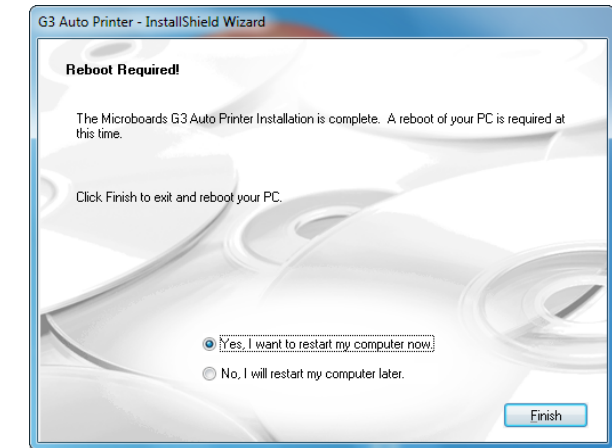 G3 Auto Printer - InstallShield Wizard
Reboot Required!
The Microboards G3 Auto Printer Installation is complete. A reboot of your PC is required at
this time.
Click Finish to exit and reboot your PC.
Yes, I want to restart my computer now.
No, I will restart my computer later.
Finish